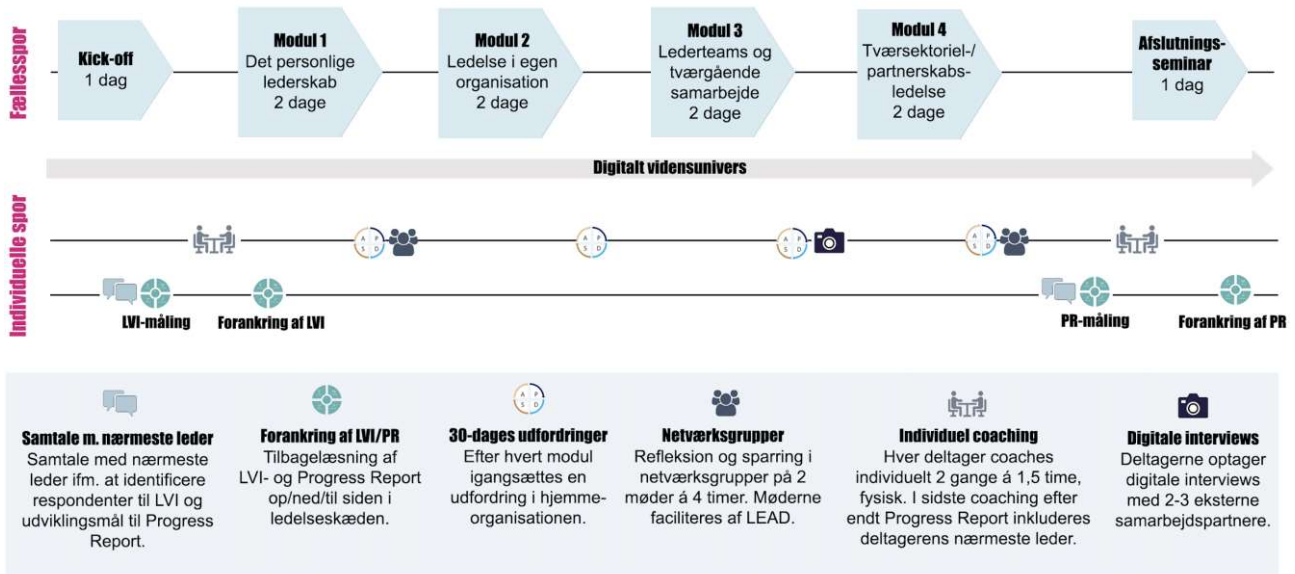 Fællesspor
Kick-off
1 dag
Modul 1
Det personlige
lederskab
2 dage
Modul 2
Ledelse i egen
organisation
2 dage
Modul 3
Lederteams og
tværgående
samarbejde
2 dage
Modul 4
Tværsektoriel-/
partnerskabs-
ledelse
2 dage
Afslutnings-
seminar
1 dag
Digitalt vidensunivers
Individuelle spor
A P
S D
A P
S D
A P
S D
A P
S D
LVI-måling
Forankring af LVI
PR-måling
Forankring af PR
Samtale m. nærmeste leder
Samtale med nærmeste
leder ifm. at identificere
respondenter til LVI og
udviklingsmål til Progress
Report.
Forankring af LVI/PR
Tilbagelæsning af
LVI- og Progress Report
op/ned/til siden i
ledelseskæden.
A P
S D
30-dages udfordringer
Efter hvert modul
igangsættes en
udfordring i hjemme-
organisationen.
Netværksgrupper
Refleksion og sparring i
netværksgrupper på 2
møder á 4 timer. Møderne
faciliteres af LEAD.
Individuel coaching
Hver deltager coaches
individuelt 2 gange á 1,5 time,
fysisk. I sidste coaching efter
endt Progress Report inkluderes
deltagerens nærmeste leder.
Digitale interviews
Deltagerne optager
digitale interviews
med 2-3 eksterne
samarbejdspartnere.